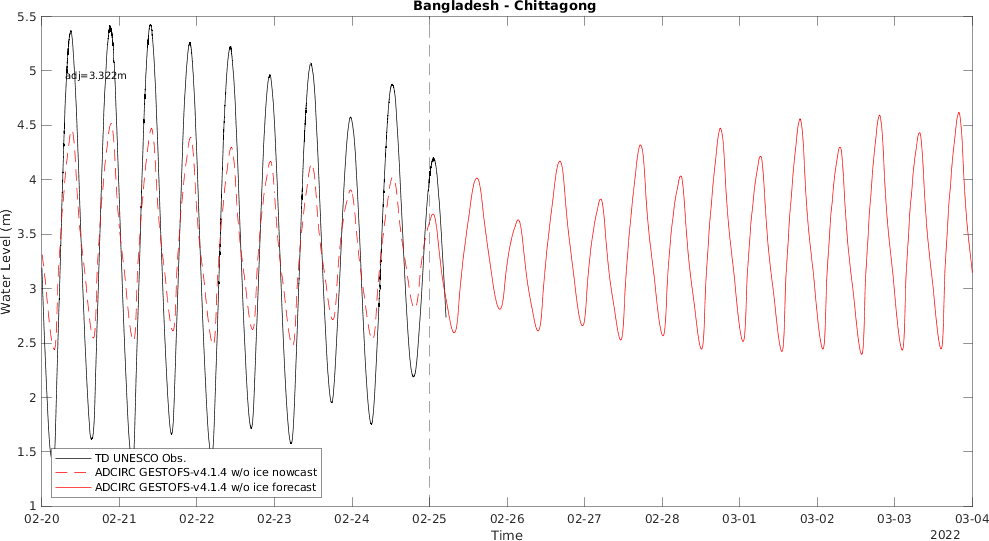 Bangladesh - Chittagong
5.5
5
4.5
4
3.5
3
2.5
2
1.5
1
Water Level (m)
adj=3.322m
TD UNESCO Obs.
ADCIRC GESTOFS-v4.1.4 w/o ice nowcast
ADCIRC GESTOFS-v4.1.4 w/o ice forecast
02-20 02-21 02-22 02-23 02-24 02-25 02-26 02-27 02-28 03-01 03-02 03-03 03-04
Time
2022